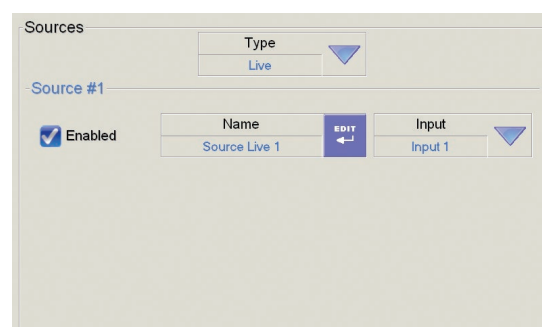 Sources
Type
Live
Source #1
Enabled
Name
Source Live 1
EDIT
Input
Input 1